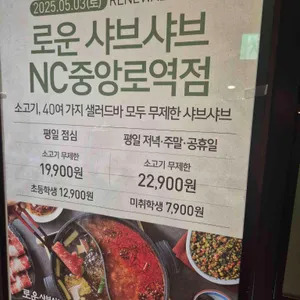 2025.05.03(토) RENEWAL
로운 샤브샤브
NC중앙로역점
소고기, 40여 가지 샐러드바 모두 무제한 샤브샤브
평일 점심
소고기 무제한
19,900원
초등학생 12,900원
평일 저녁·주말·공휴일
소고기 무제한
22,900원
미취학생 7,900원
로운